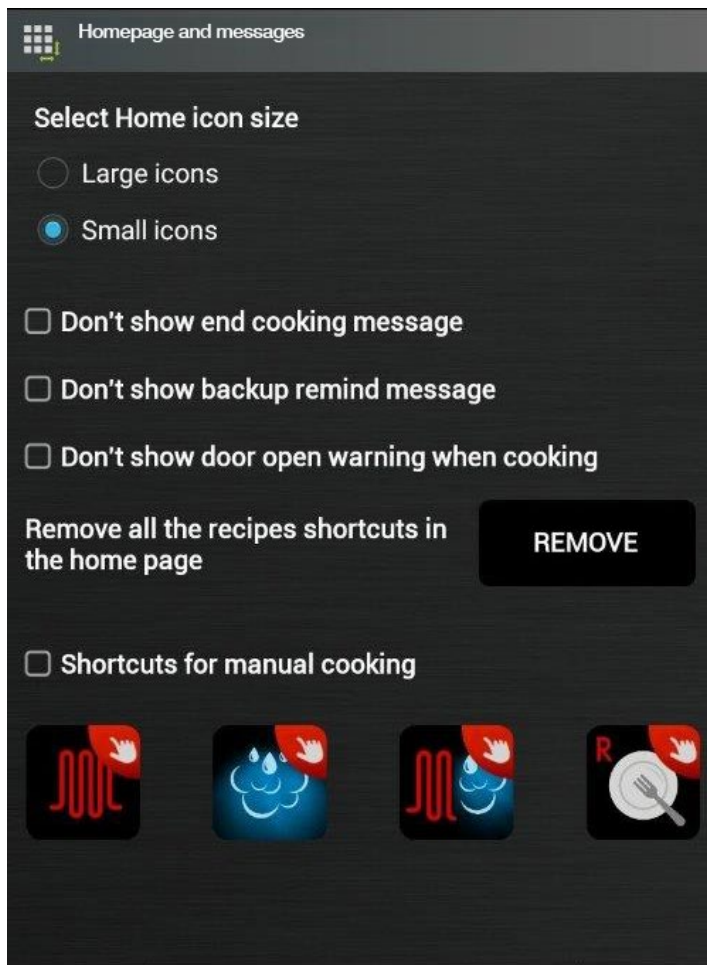 Homepage and messages
Select Home icon size
Large icons
Small icons
Don't show end cooking message
Don't show backup remind message
Don't show door open warning when cooking
Remove all the recipes shortcuts in
the home page
REMOVE
Shortcuts for manual cooking
R